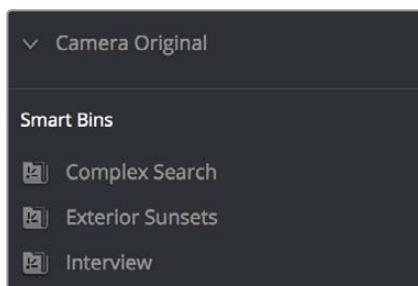 Camera Original
Smart Bins
Complex Search
Exterior Sunsets
Interview